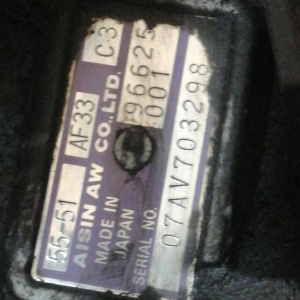 55-51 AF33 C3
AISIN AW CO.,LTD.
MADE IN JAPAN 96625 001
SERIAL NO. 07AV703298